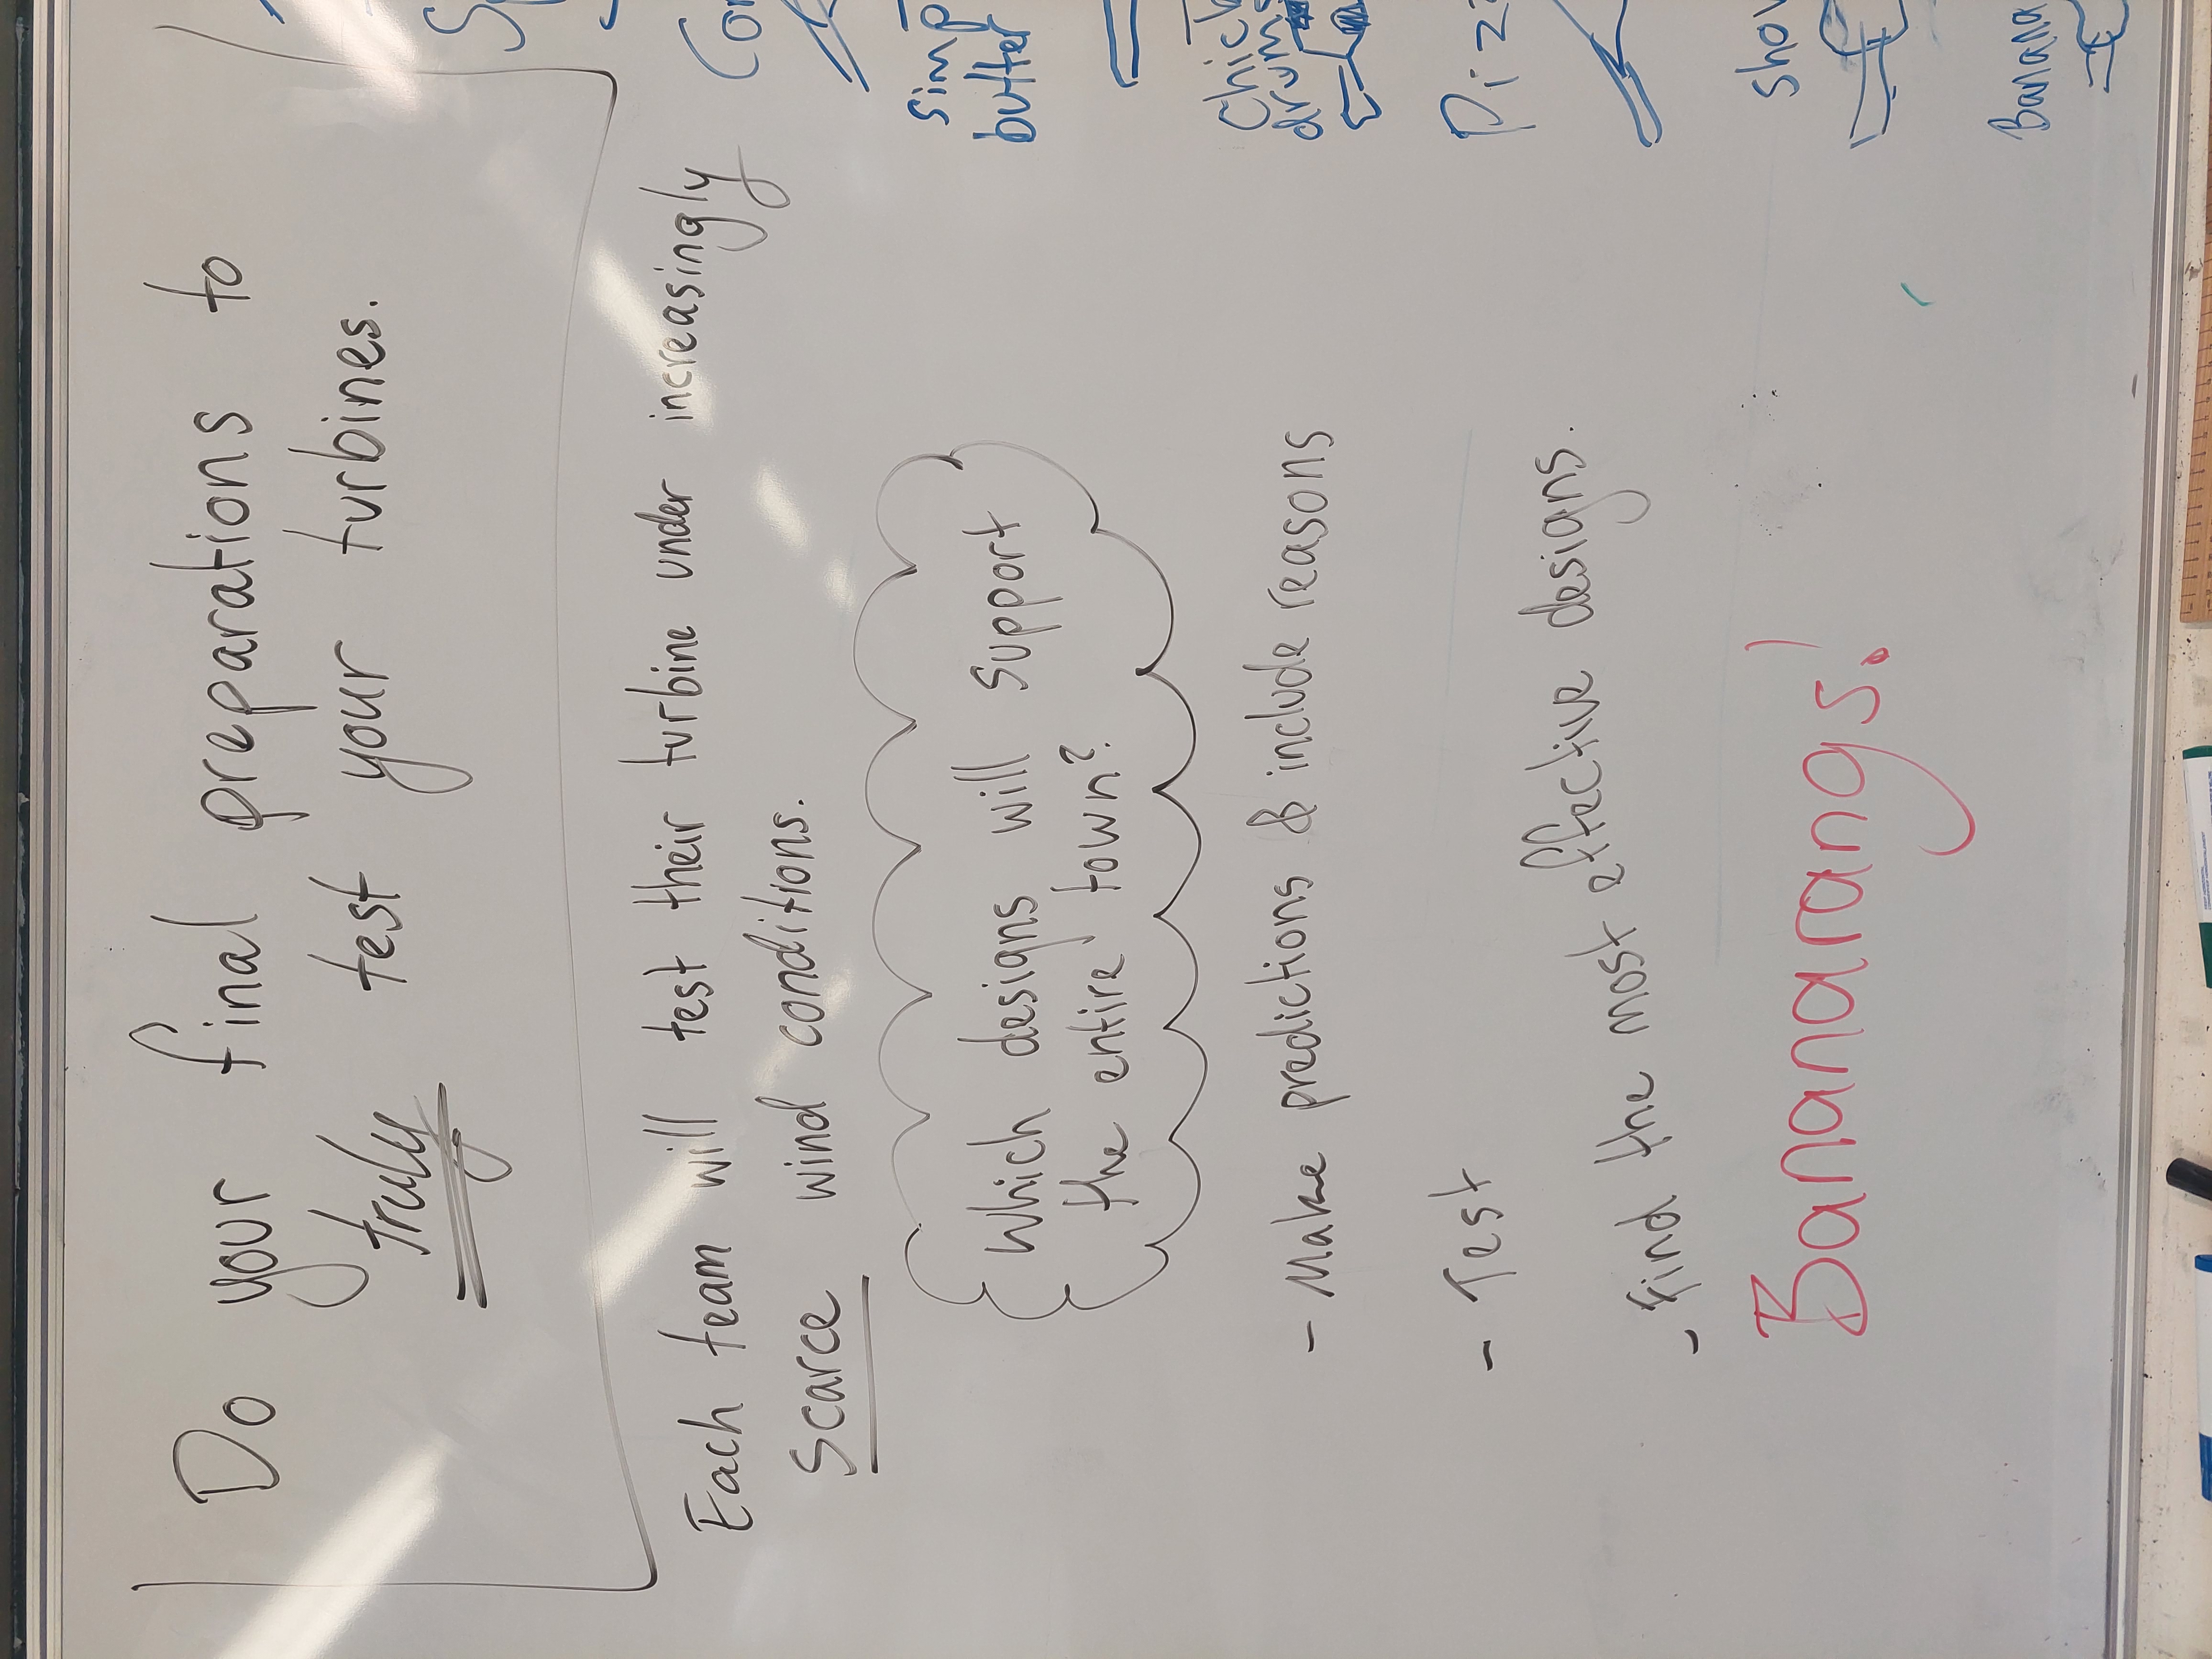 Do your final preparations to
truly test your turbines.
Each team will test their turbine under increasingly
scarce wind conditions.
Which designs will support
the entire town?
- Make predictions & include reasons
- Test
- Find the most effective designs.
Bananarangs!
simp
butter
Chick
drums
Pizz
show
Banana